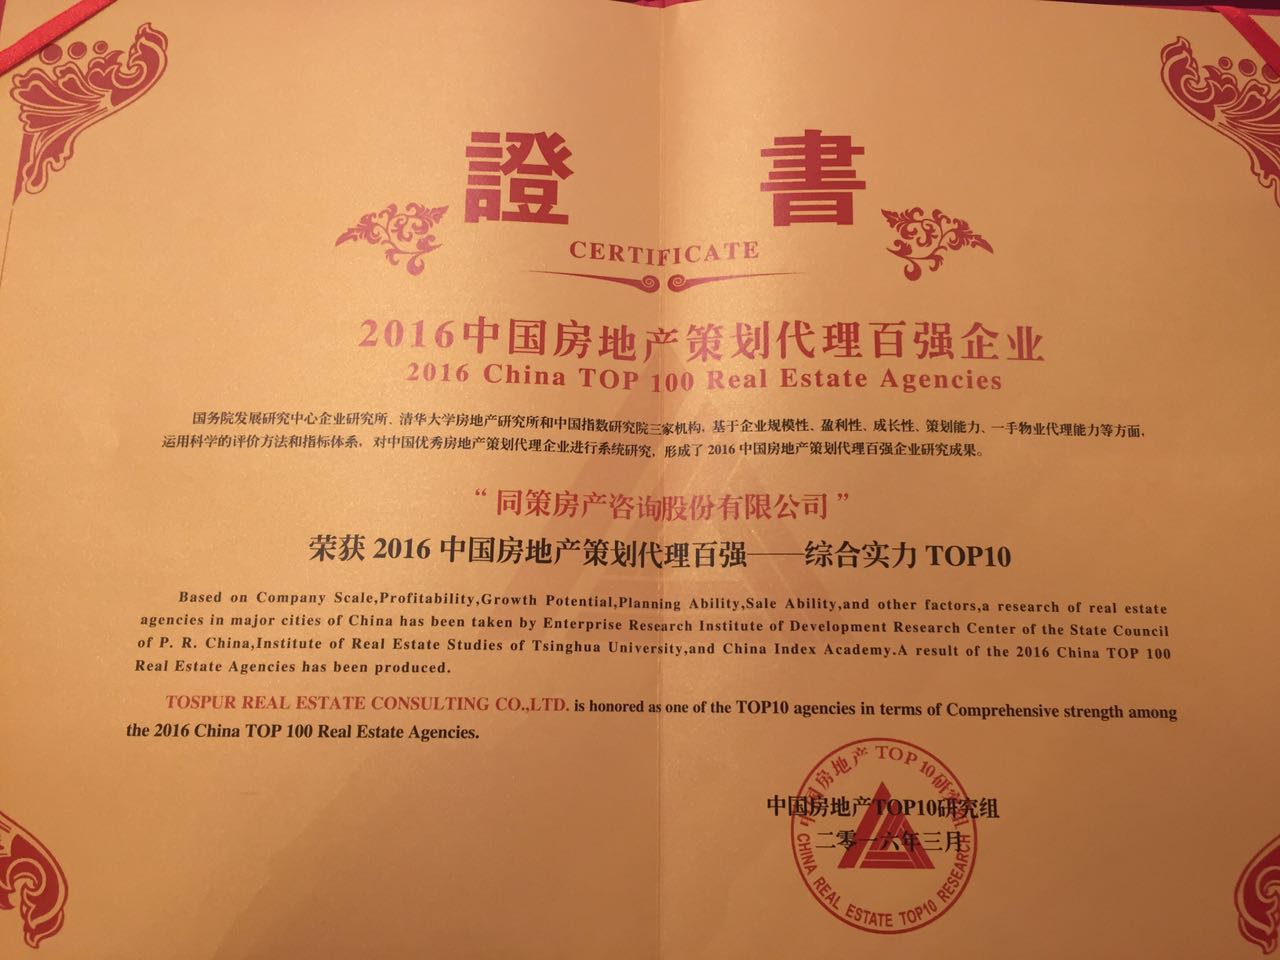 證 書
CERTIFICATE
2016中国房地产策划代理百强企业
2016 China TOP 100 Real Estate Agencies
国务院发展研究中心企业研究所、清华大学房地产研究所和中国指数研究院三家机构，基于企业规模性、盈利性、成长性、策划能力、一手物业代理能力等方面，
运用科学的评价方法和指标体系，对中国优秀房地产策划代理企业进行系统研究，形成了 2016 中国房地产策划代理百强企业研究成果。
“同策房产咨询股份有限公司”
荣获 2016 中国房地产策划代理百强——综合实力 TOP10
Based on Company Scale,Profitability,Growth Potential,Planning Ability,Sale Ability,and other factors,a research of real estate
agencies in major cities of China has been taken by Enterprise Research Institute of Development Research Center of the State Council
of P. R. China,Institute of Real Estate Studies of Tsinghua University,and China Index Academy.A result of the 2016 China TOP 100
Real Estate Agencies has been produced.
TOSPUR REAL ESTATE CONSULTING CO.,LTD. is honored as one of the TOP10 agencies in terms of Comprehensive strength among
the 2016 China TOP 100 Real Estate Agencies.
中国房地产TOP10研究组
中国房地产TOP10研究组
二零一六年三月
CHINA REAL ESTATE TOP10 RESEARCH